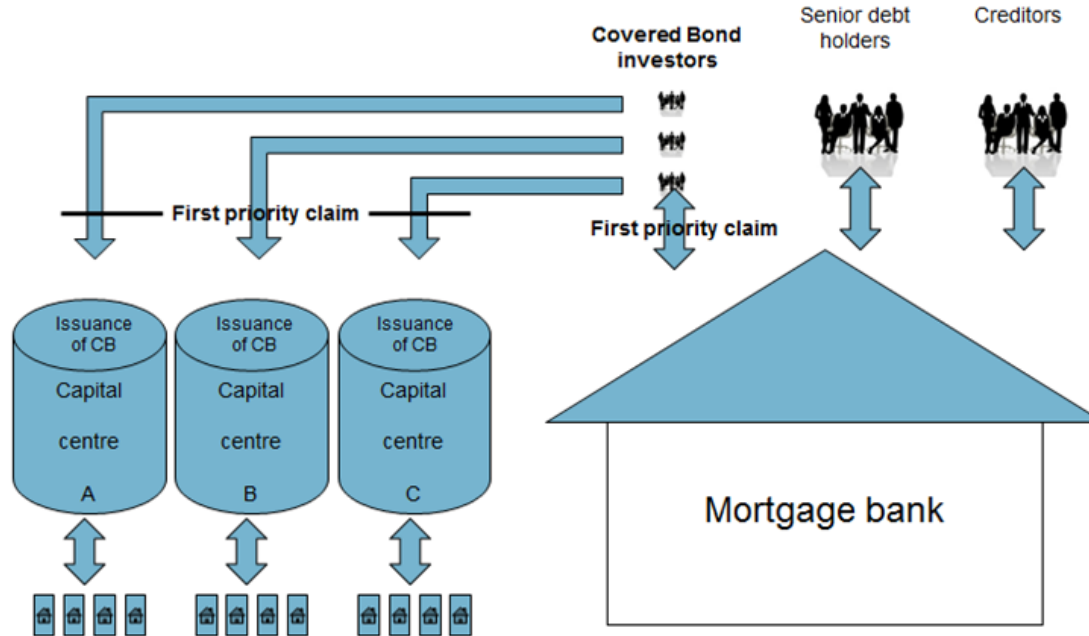 Covered Bond
investors
Senior debt
holders
Creditors
First priority claim
First priority claim
Issuance
of CB
Capital
centre
A
Issuance
of CB
Capital
centre
B
Issuance
of CB
Capital
centre
C
Mortgage bank